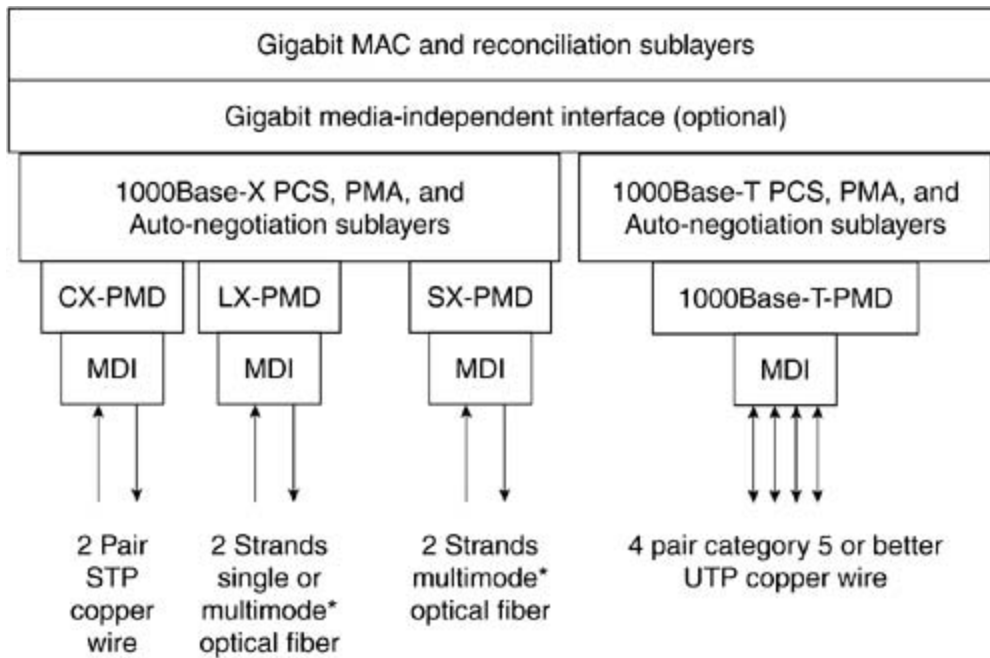 Gigabit MAC and reconciliation sublayers
Gigabit media-independent interface (optional)
1000Base-X PCS, PMA, and
Auto-negotiation sublayers
1000Base-T PCS, PMA, and
Auto-negotiation sublayers
CX-PMD
LX-PMD
SX-PMD
1000Base-T-PMD
MDI
MDI
MDI
MDI
2 Pair
STP
copper
wire
2 Strands
single or
multimode*
optical fiber
2 Strands
multimode*
optical fiber
4 pair category 5 or better
UTP copper wire